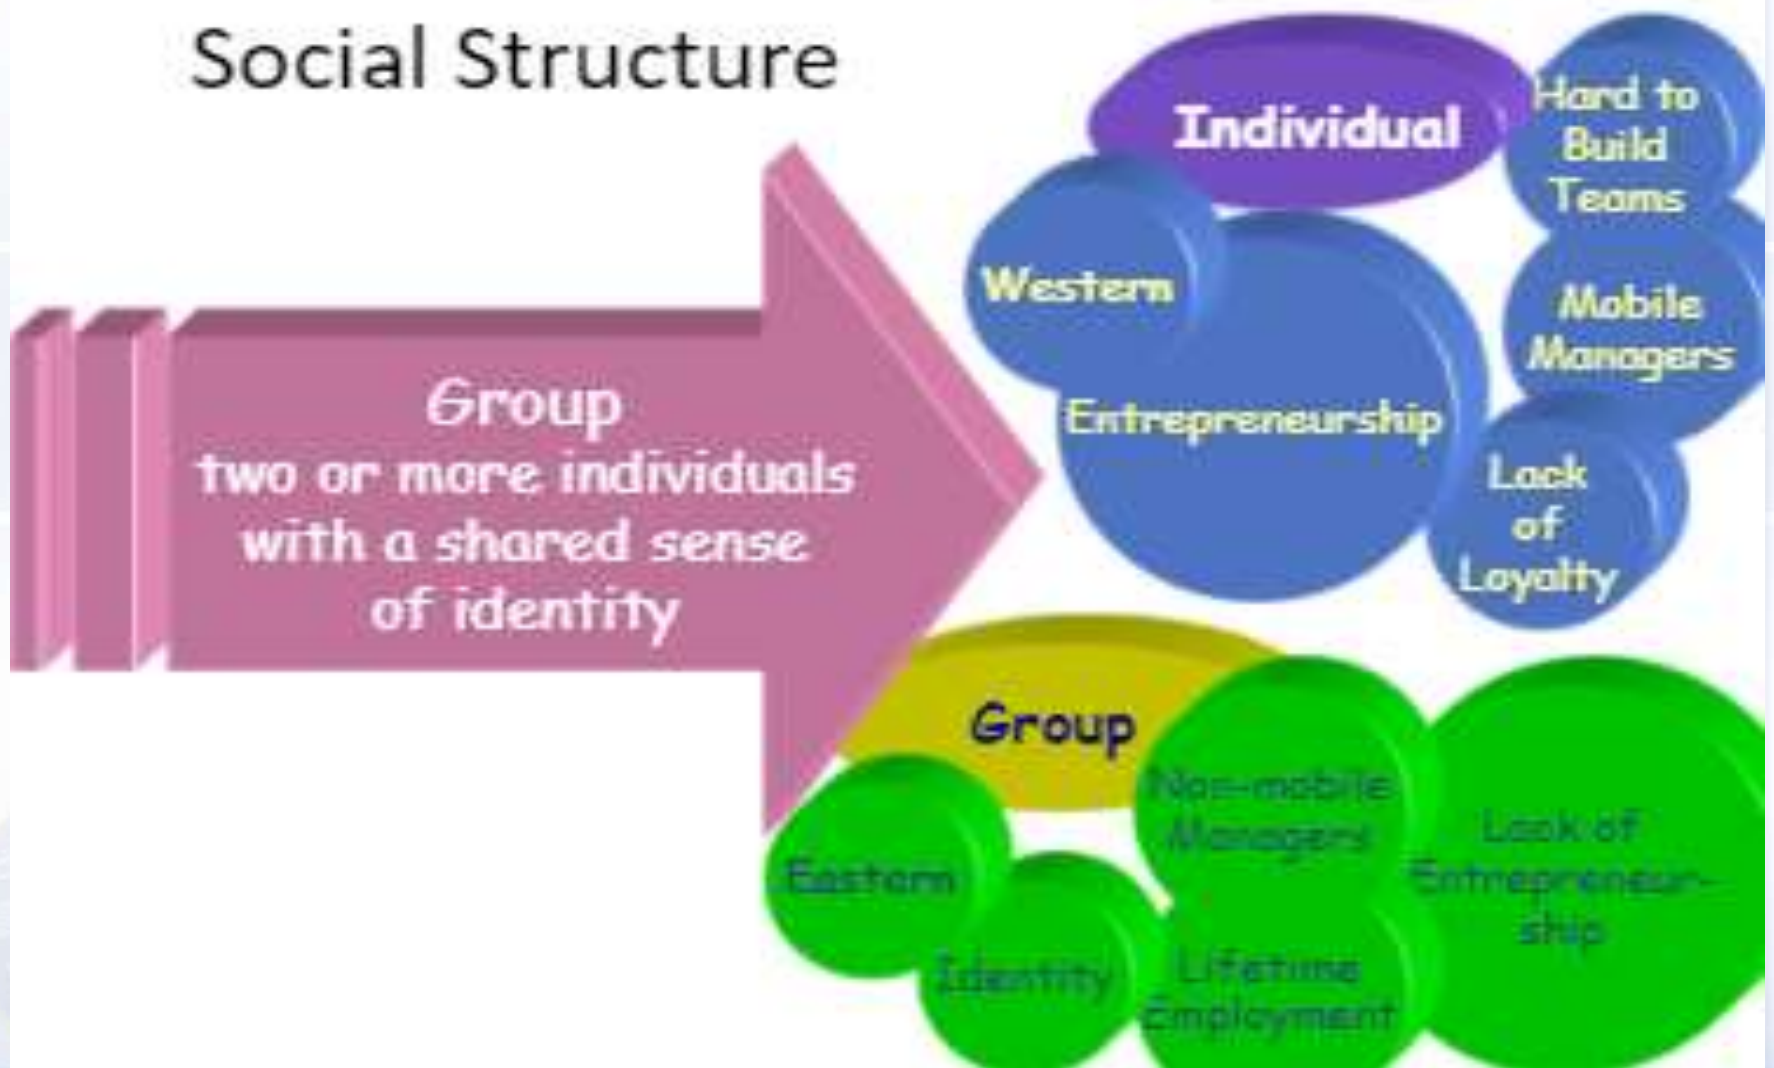 Social Structure
Group
two or more individuals
with a shared sense
of identity
Individual
Hard to
Build
Teams
Western
Mobile
Managers
Entrepreneurship
Lack
of
Loyalty
Group
Non-mobile
Managers
Lack of
Entrepreneur-
ship
Eastern
Identity
Lifetime
Employment